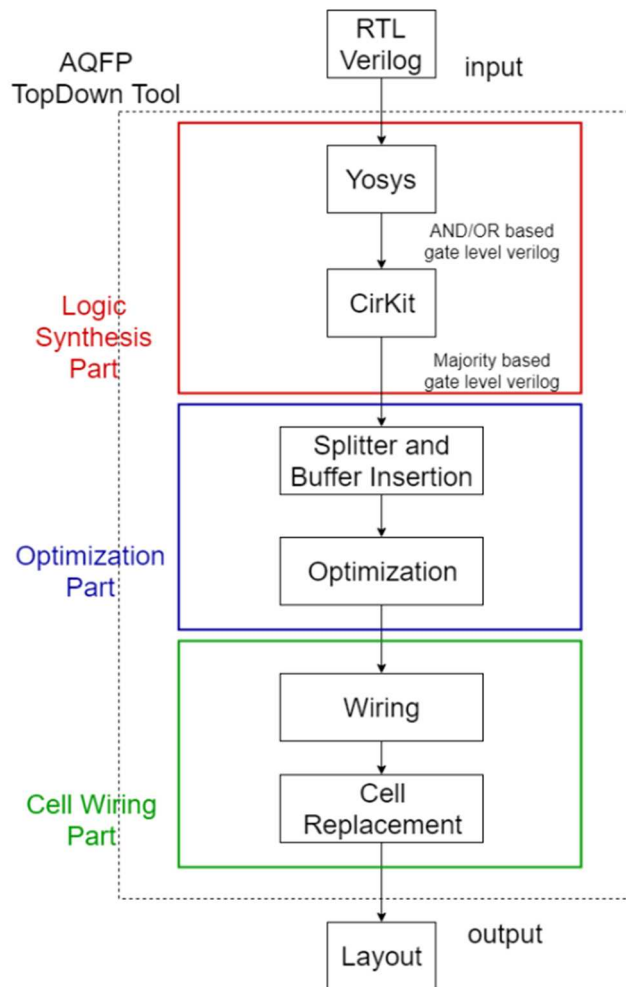 RTL
Verilog
input
AQFP
TopDown Tool
Yosys
AND/OR based
gate level verilog
CirKit
Logic
Synthesis
Part
Majority based
gate level verilog
Splitter and
Buffer Insertion
Optimization
Part
Optimization
Wiring
Cell Wiring
Part
Cell
Replacement
output
Layout